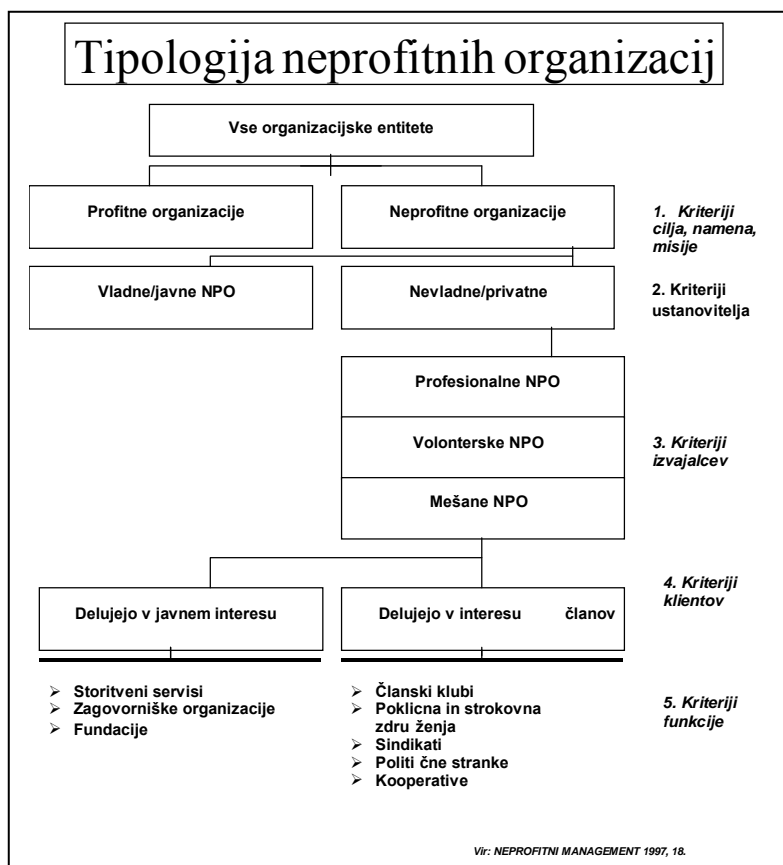 Tipologija neprofitnih organizacij
Vse organizacijske entitete
Profitne organizacije
Neprofitne organizacije
1. Kriteriji
cilja, namena,
misije
Vladne/javne NPO
Nevladne/privatne
2. Kriteriji
ustanovitelja
Profesionalne NPO
Volonterske NPO
3. Kriteriji
izvajalcev
Mešane NPO
4. Kriteriji
klientov
Delujejo v javnem interesu
Delujejo v interesu članov
➢ Storitveni servisi
➢ Zagovorniške organizacije
➢ Fundacije
➢ Članski klubi
➢ Poklicna in strokovna
zdru ženja
➢ Sindikati
➢ Politi čne stranke
➢ Kooperative
5. Kriteriji
funkcije
Vir: NEPROFITNI MANAGEMENT 1997, 18.